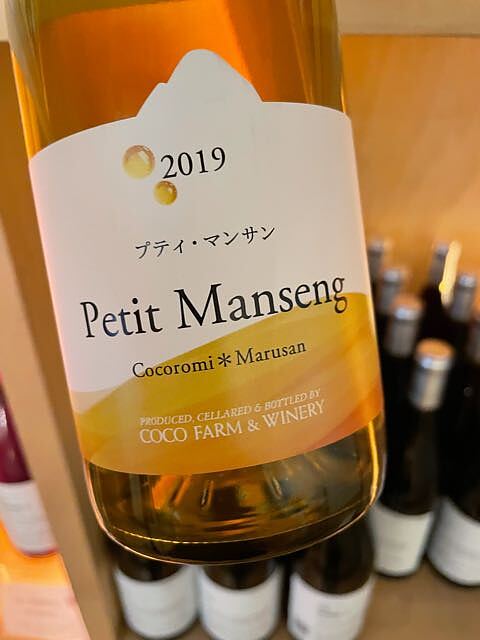 2019
プティ・マンサン
Petit Manseng
Cocoromi＊Marusan
PRODUCED, CELLARED & BOTTLED BY
COCO FARM & WINERY